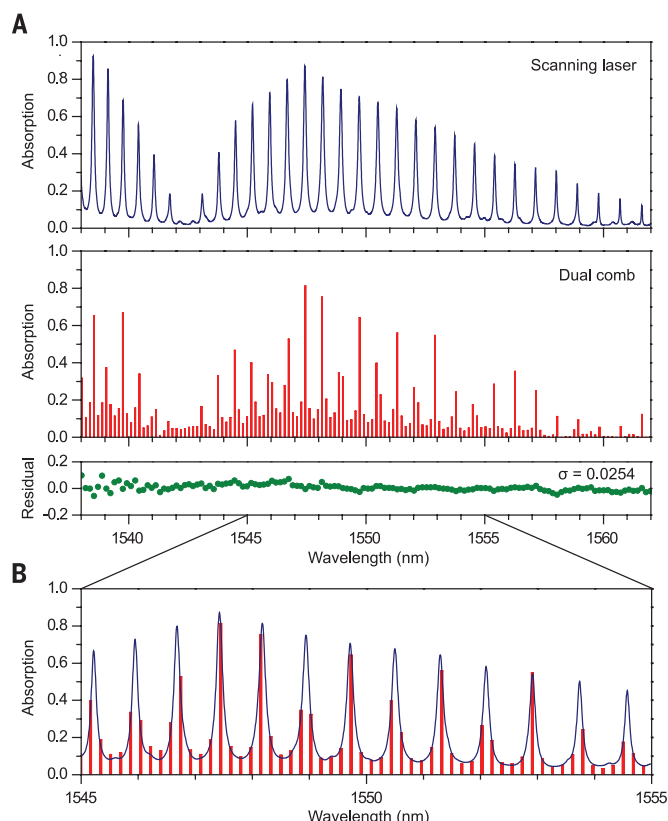 A
1.0
0.8
0.6
0.4
0.2
0.0
Absorption
Scanning laser
1.0
0.8
0.6
0.4
0.2
0.0
Absorption
Dual comb
0.2
0.0
-0.2
Residual
σ = 0.0254
1540 1545 1550 1555 1560
Wavelength (nm)
B
1.0
0.8
0.6
0.4
0.2
0.0
Absorption
1545 1550 1555
Wavelength (nm)